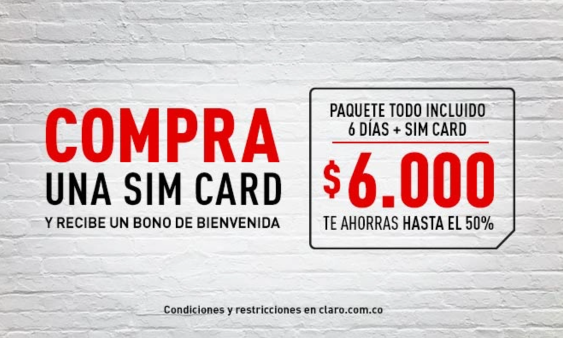 COMPRA
UNA SIM CARD
Y RECIBE UN BONO DE BIENVENIDA
PAQUETE TODO INCLUIDO
6 DÍAS + SIM CARD
$6.000
TE AHORRAS HASTA EL 50%
Condiciones y restricciones en claro.com.co